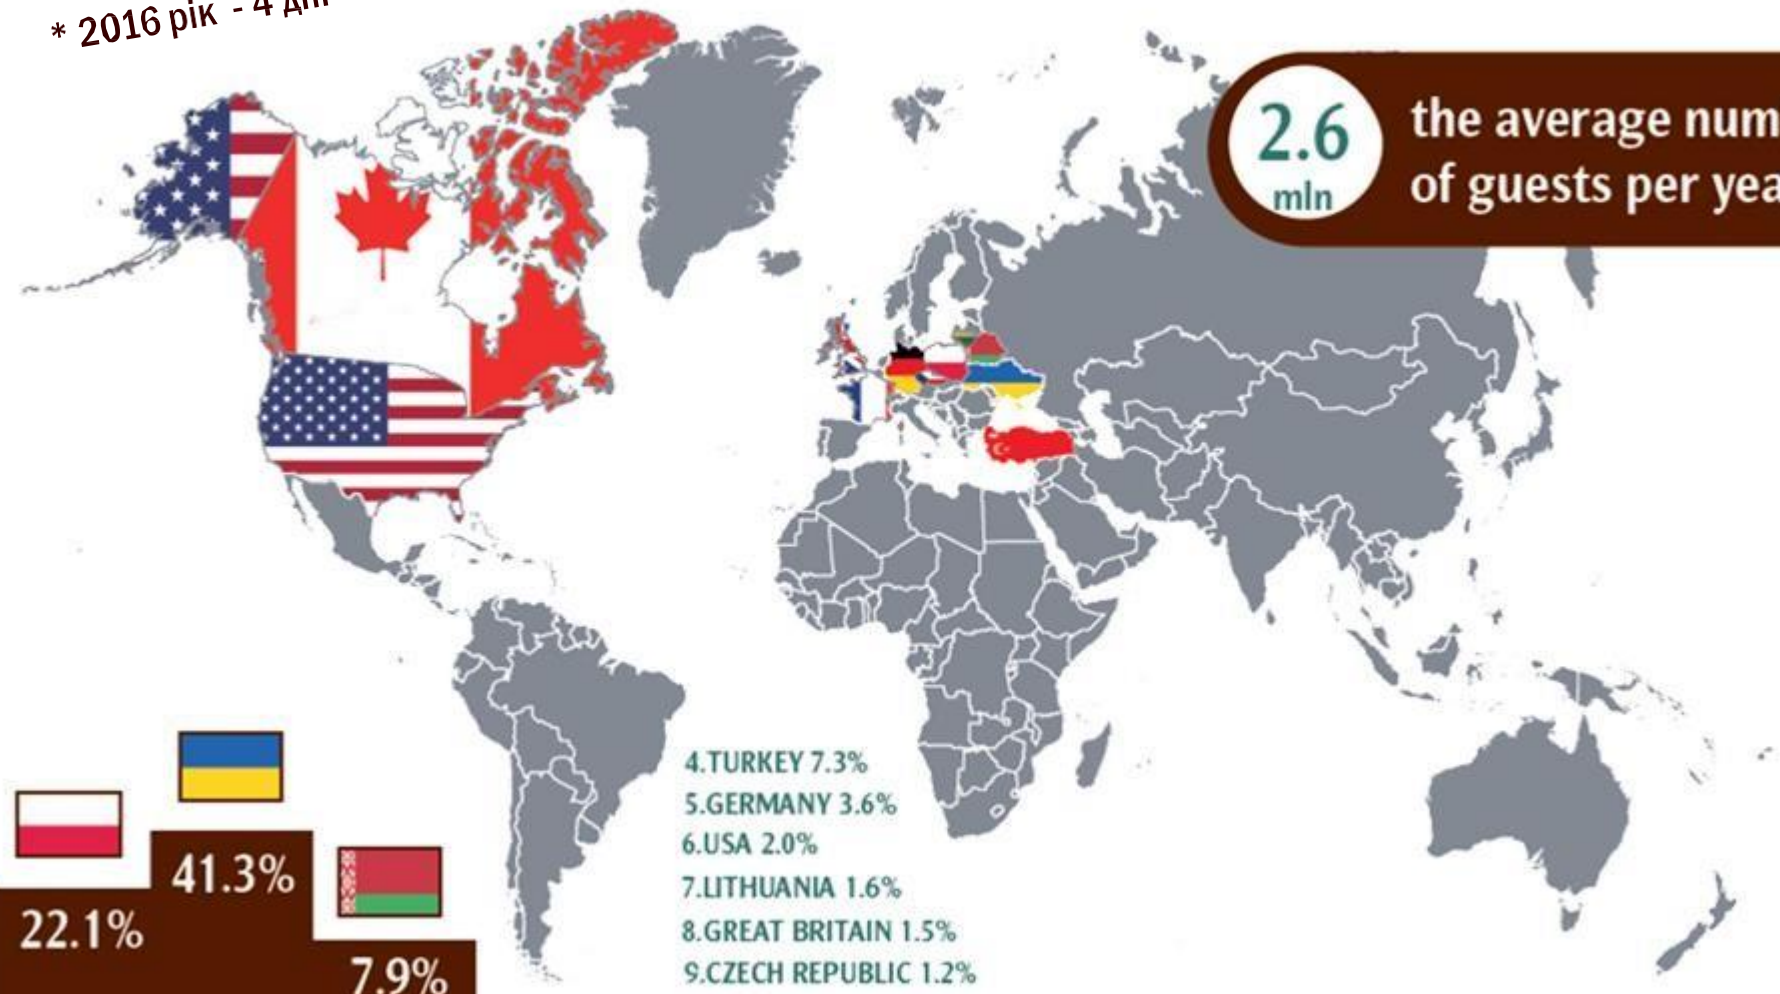 * 2016 рік - 4 дні
2.6
mln
the average num
of guests per yea
41.3%
22.1%
7.9%
4.TURKEY 7.3%
5.GERMANY 3.6%
6.USA 2.0%
7.LITHUANIA 1.6%
8.GREAT BRITAIN 1.5%
9.CZECH REPUBLIC 1.2%